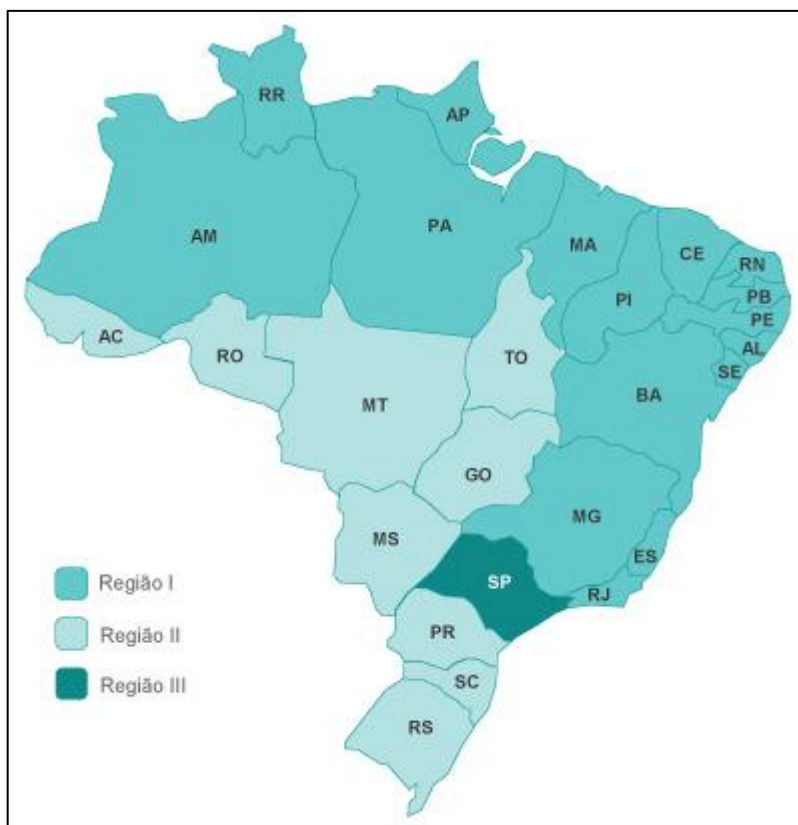 RR
AP
AM
PA
MA
CE
RN
PB
PE
AL
SE
PI
AC
RO
TO
BA
MT
GO
MG
ES
MS
SP
RJ
PR
SC
RS
Região I
Região II
Região III